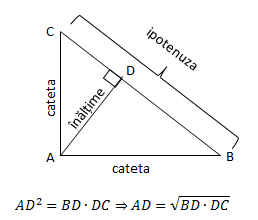 C
ipotenuza
D
cateta
înălțime
A
cateta
B
AD² = BD · DC ⇒ AD = √BD · DC